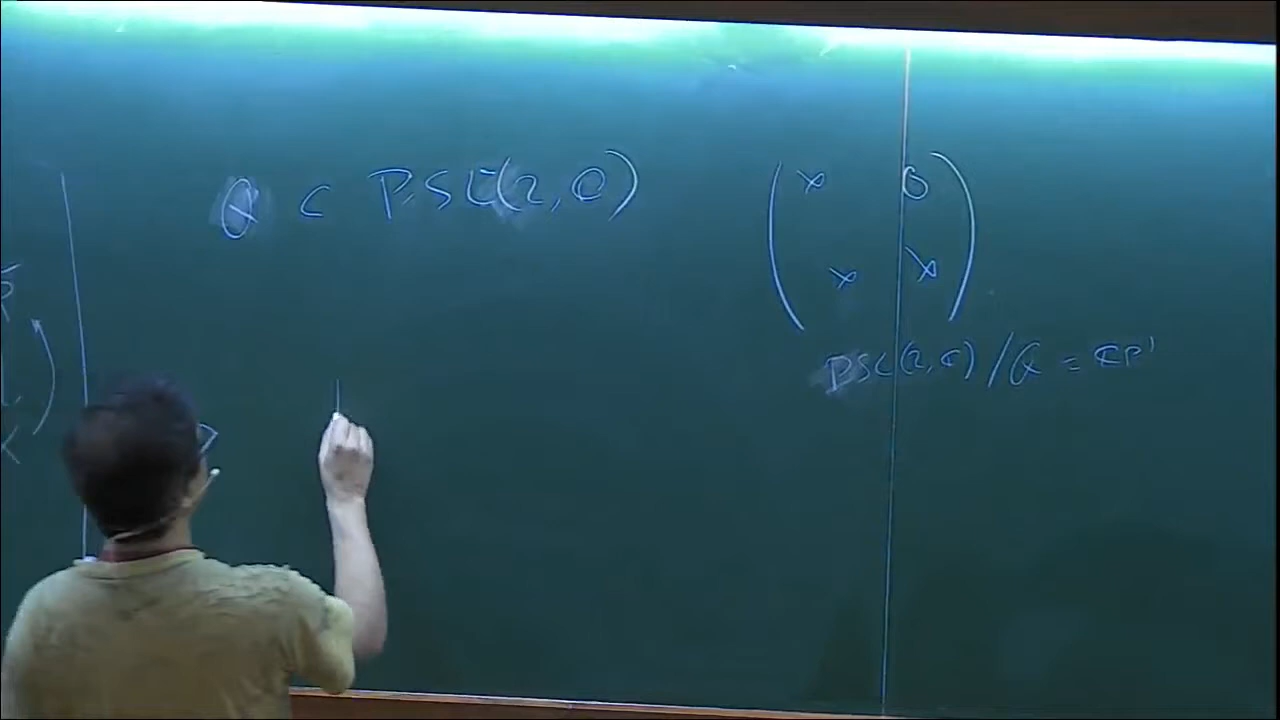 Q ⊂ PSL(2, C)
( x 0
x x )
PSL(2, C) / Q = CP¹